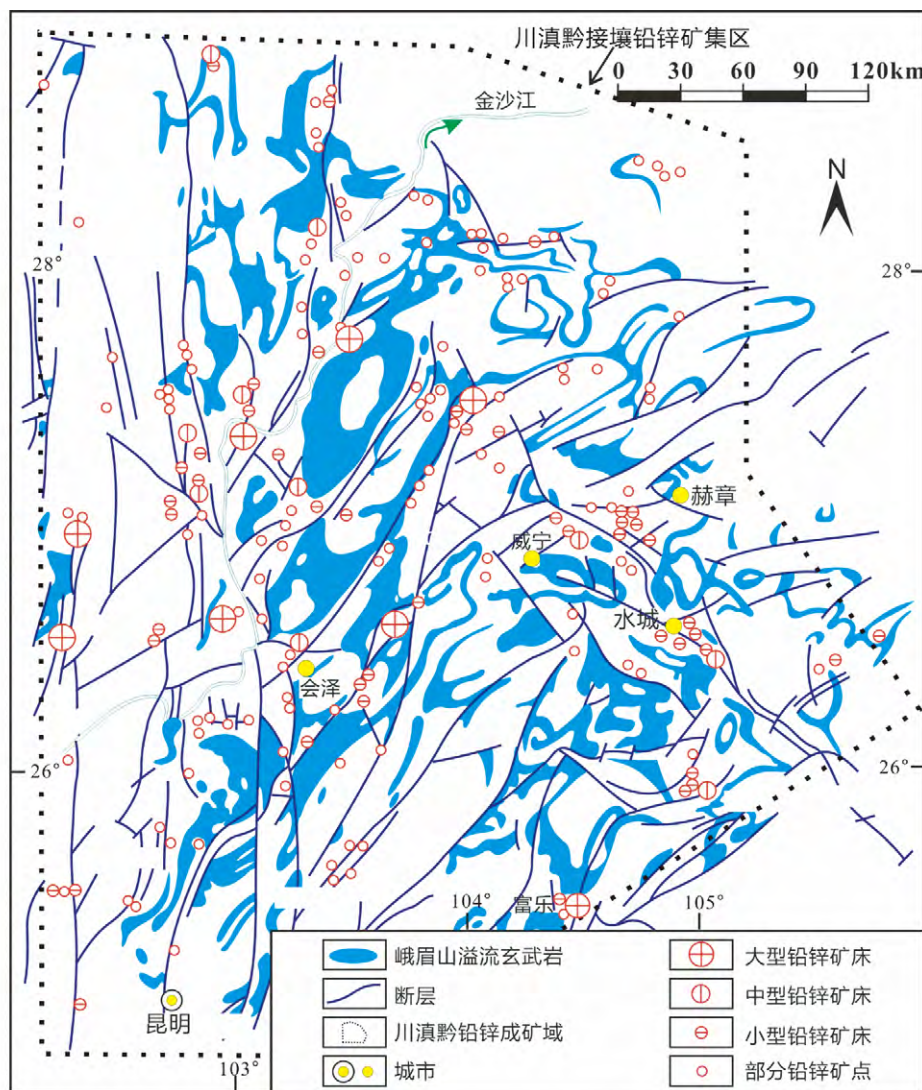 川滇黔接壤铅锌矿集区
0 30 60 90 120km
金沙江
N
28° 28°
赫章
威宁
水城
会泽
26° 26°
富乐
104° 105°
昆明
103°
峨眉山溢流玄武岩
断层
川滇黔铅锌成矿域
城市
大型铅锌矿床
中型铅锌矿床
小型铅锌矿床
部分铅锌矿点